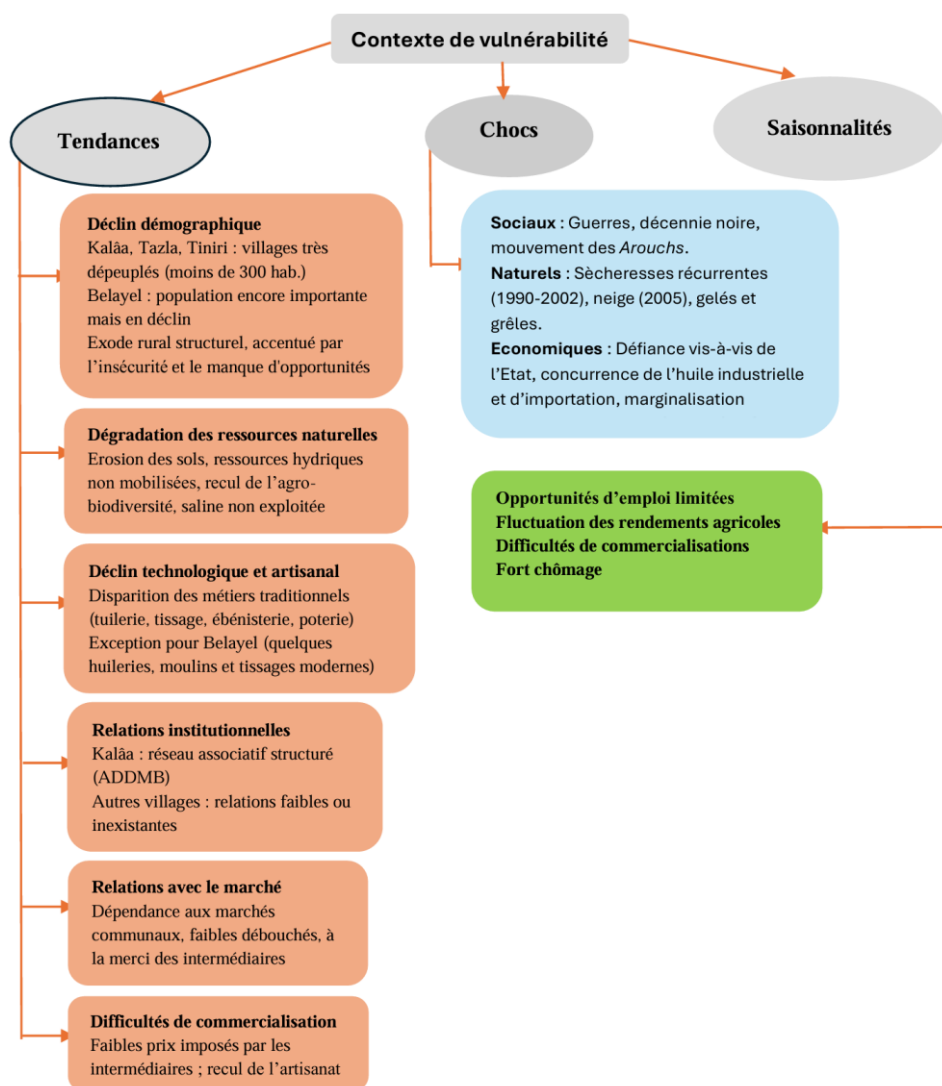 Contexte de vulnérabilité
Tendances
Chocs
Saisonnalités
Déclin démographique
Kalâa, Tazla, Tiniri : villages très
dépeuplés (moins de 300 hab.)
Belayel : population encore importante
mais en déclin
Exode rural structurel, accentué par
l’insécurité et le manque d'opportunités
Dégradation des ressources naturelles
Erosion des sols, ressources hydriques
non mobilisées, recul de l’agro-
biodiversité, saline non exploitée
Déclin technologique et artisanal
Disparition des métiers traditionnels
(tuilerie, tissage, ébénisterie, poterie)
Exception pour Belayel (quelques
huileries, moulins et tissages modernes)
Relations institutionnelles
Kalâa : réseau associatif structuré
(ADDMB)
Autres villages : relations faibles ou
inexistantes
Relations avec le marché
Dépendance aux marchés
communaux, faibles débouchés, à
la merci des intermédiaires
Difficultés de commercialisation
Faibles prix imposés par les
intermédiaires ; recul de l’artisanat
Sociaux : Guerres, décennie noire,
mouvement des Arouchs.
Naturels : Sècheresses récurrentes
(1990-2002), neige (2005), gelés et
grêles.
Economiques : Défiance vis-à-vis de
l’Etat, concurrence de l’huile industrielle
et d’importation, marginalisation
Opportunités d’emploi limitées
Fluctuation des rendements agricoles
Difficultés de commercialisations
Fort chômage